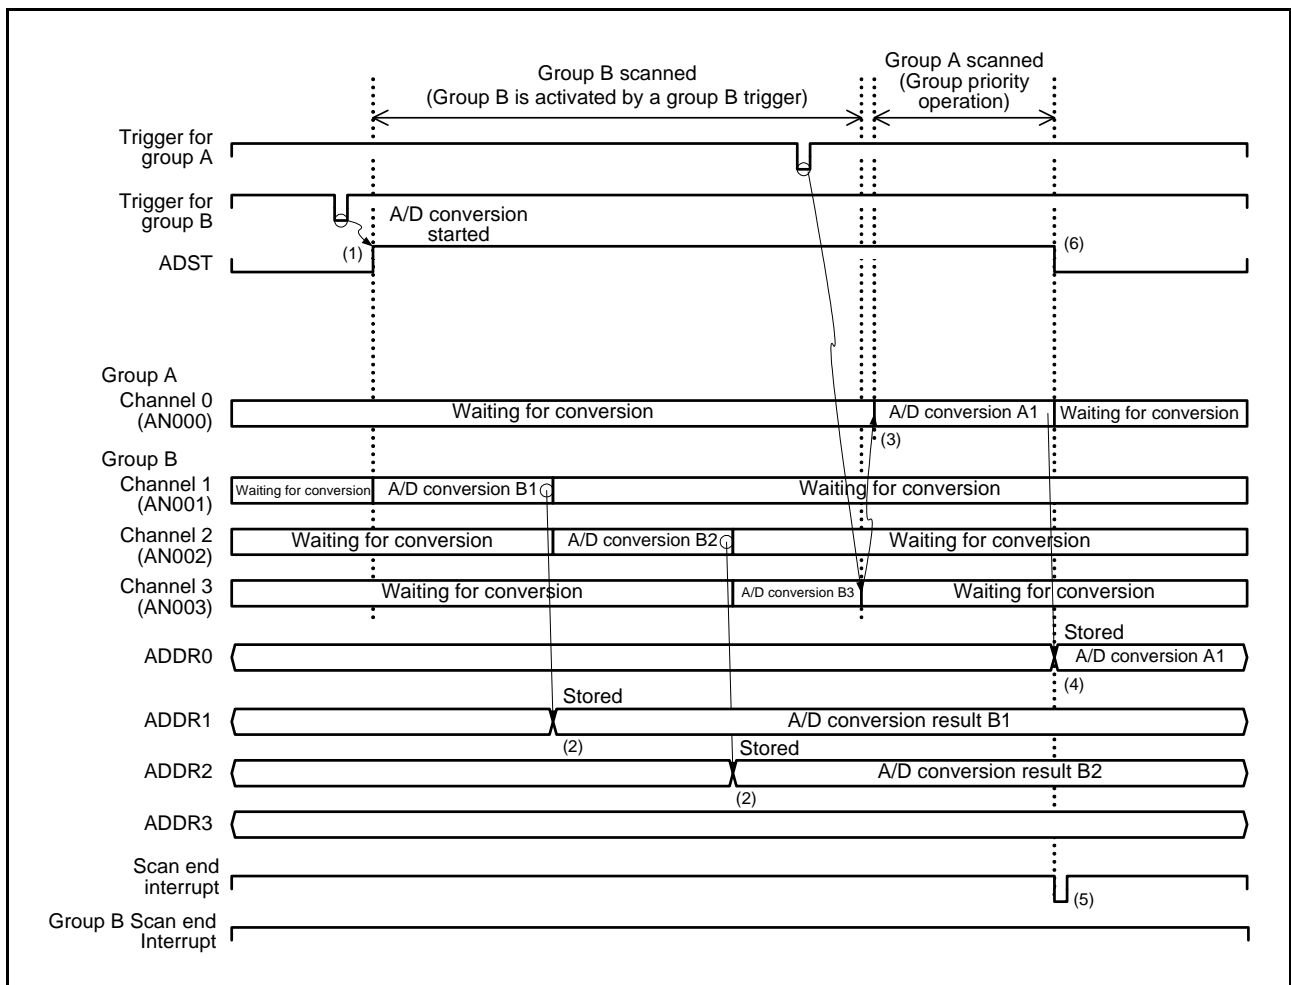 Group B scanned
(Group B is activated by a group B trigger)
Group A scanned
(Group priority
operation)
Trigger for
group A
Trigger for
group B
A/D conversion
started
(1)
(6)
ADST
Group A
Channel 0
(AN000)
Waiting for conversion
A/D conversion A1
Waiting for conversion
(3)
Group B
Channel 1
(AN001)
Waiting for conversion
A/D conversion B1
Waiting for conversion
Channel 2
(AN002)
Waiting for conversion
A/D conversion B2
Waiting for conversion
Channel 3
(AN003)
Waiting for conversion
A/D conversion B3
Waiting for conversion
Stored
ADDR0
A/D conversion A1
(4)
Stored
ADDR1
A/D conversion result B1
(2)
Stored
ADDR2
A/D conversion result B2
(2)
ADDR3
Scan end
interrupt
(5)
Group B Scan end
Interrupt